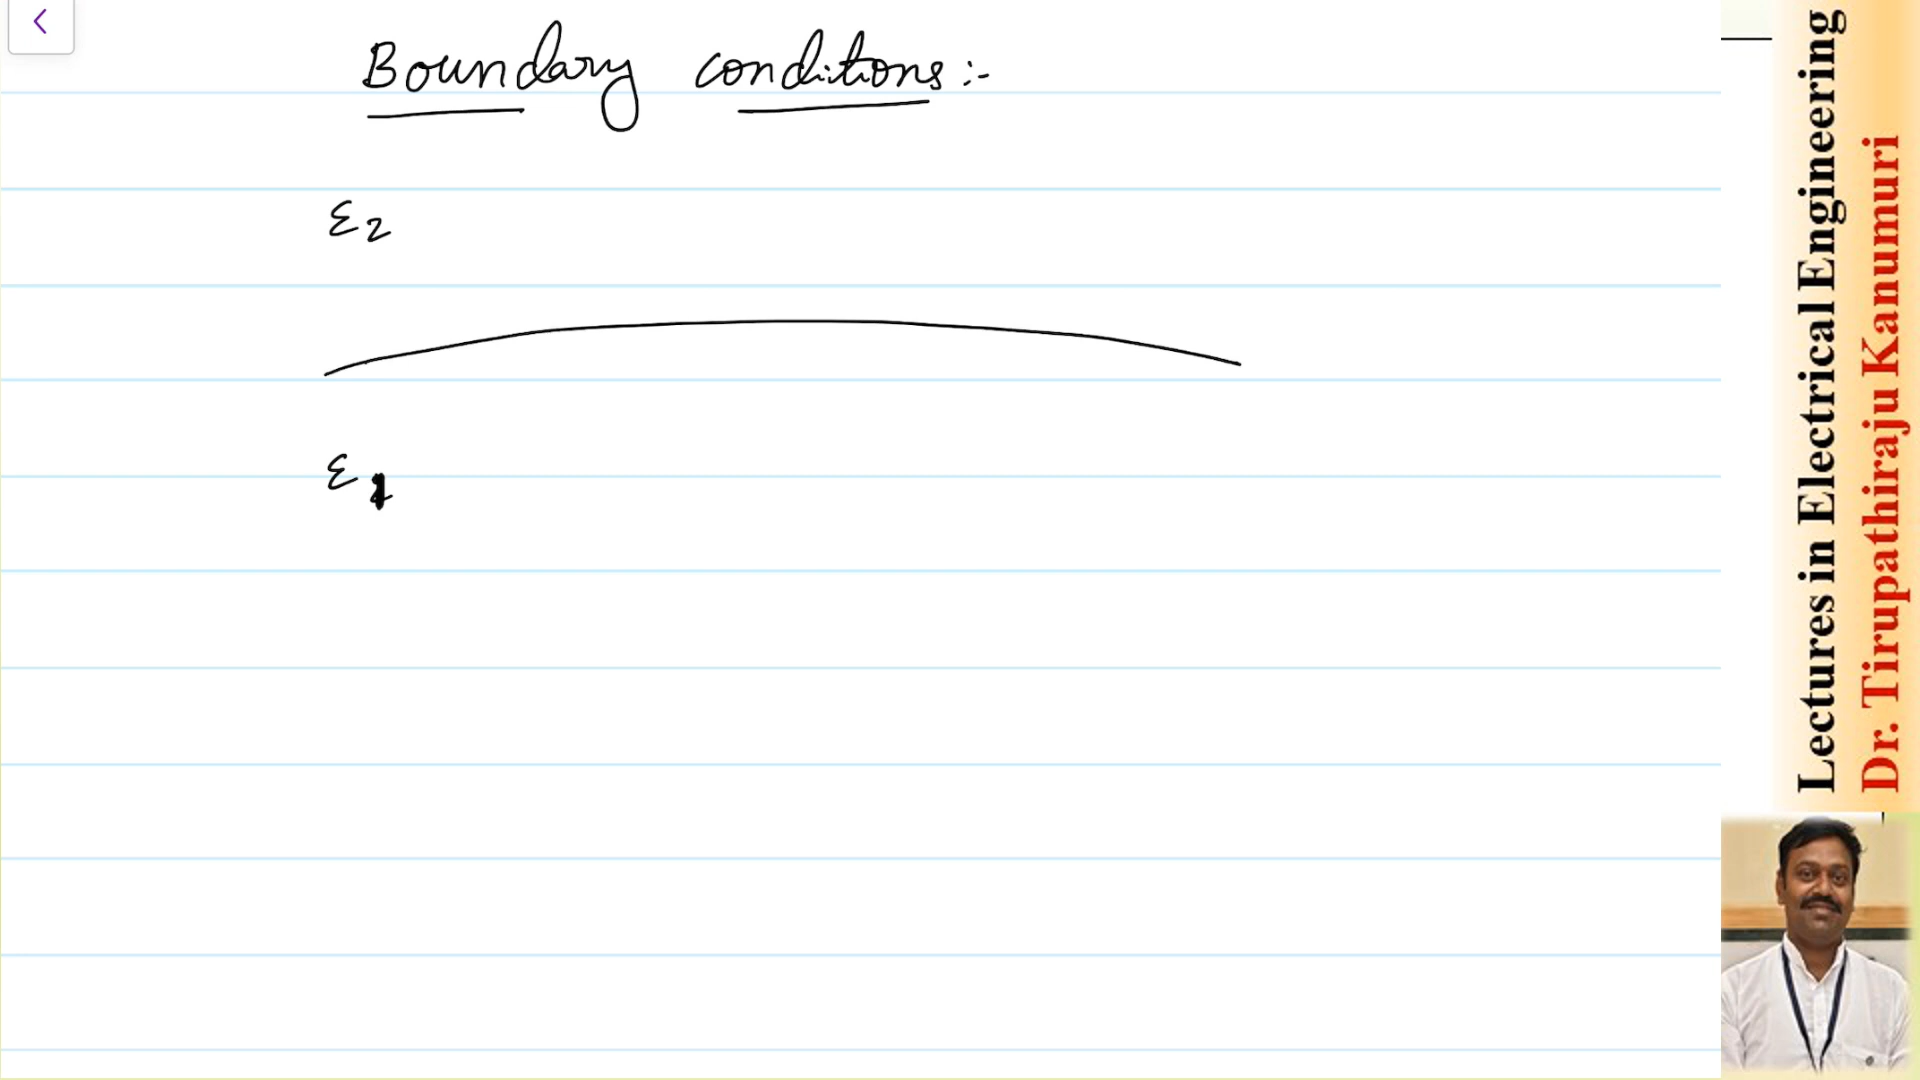 Boundary conditions:-
ε2
ε1
Lectures in Electrical Engineering
Dr. Tirupathiraju Kanumuri